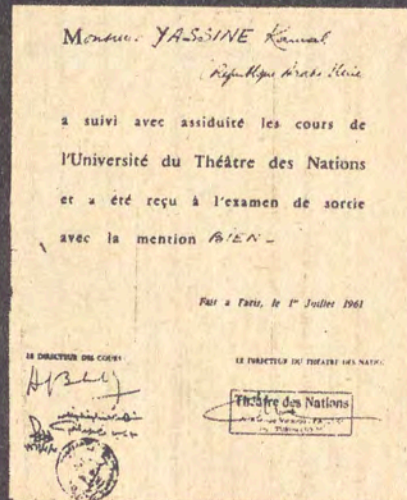 Monsieur YASSINE Kamal
République Arabe Unie
a suivi avec assiduité les cours de
l'Université du Théâtre des Nations
et a été reçu à l'examen de sortie
avec la mention BIEN -
Fait a Paris, le 1er Juillet 1961
LE DIRECTEUR DES COURS
LE DIRECTEUR DU THEATRE DES NATIONS
Théâtre des Nations